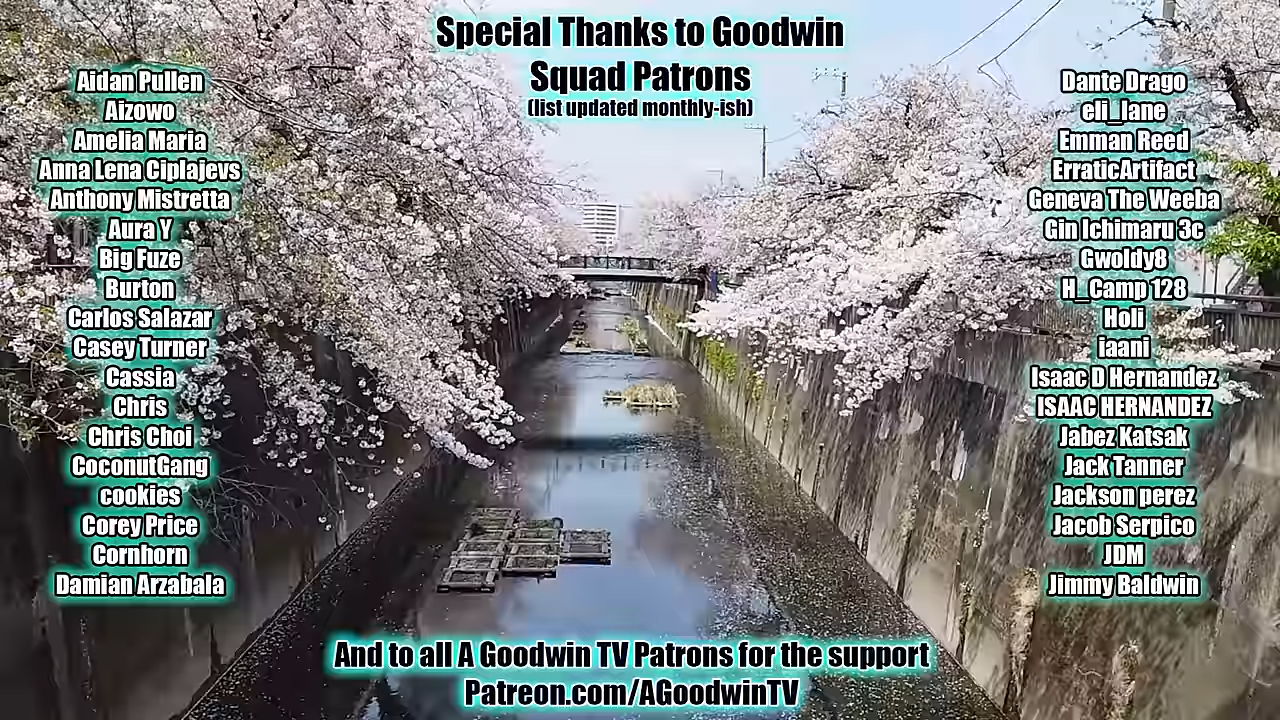 Special Thanks to Goodwin
Squad Patrons
(list updated monthly-ish)
Aidan Pullen
Aizowo
Amelia Maria
Anna Lena Ciplajevs
Anthony Mistretta
Aura Y
Big Fuze
Burton
Carlos Salazar
Casey Turner
Cassia
Chris
Chris Choi
CoconutGang
cookies
Corey Price
Cornhorn
Damian Arzabala
Dante Drago
eli_lane
Emman Reed
ErraticArtifact
Geneva The Weeba
Gin Ichimaru 3c
Gwoldy8
H_Camp 128
Holi
iaani
Isaac D Hernandez
ISAAC HERNANDEZ
Jabez Katsak
Jack Tanner
Jackson perez
Jacob Serpico
JDM
Jimmy Baldwin
And to all A Goodwin TV Patrons for the support
Patreon.com/AGoodwinTV